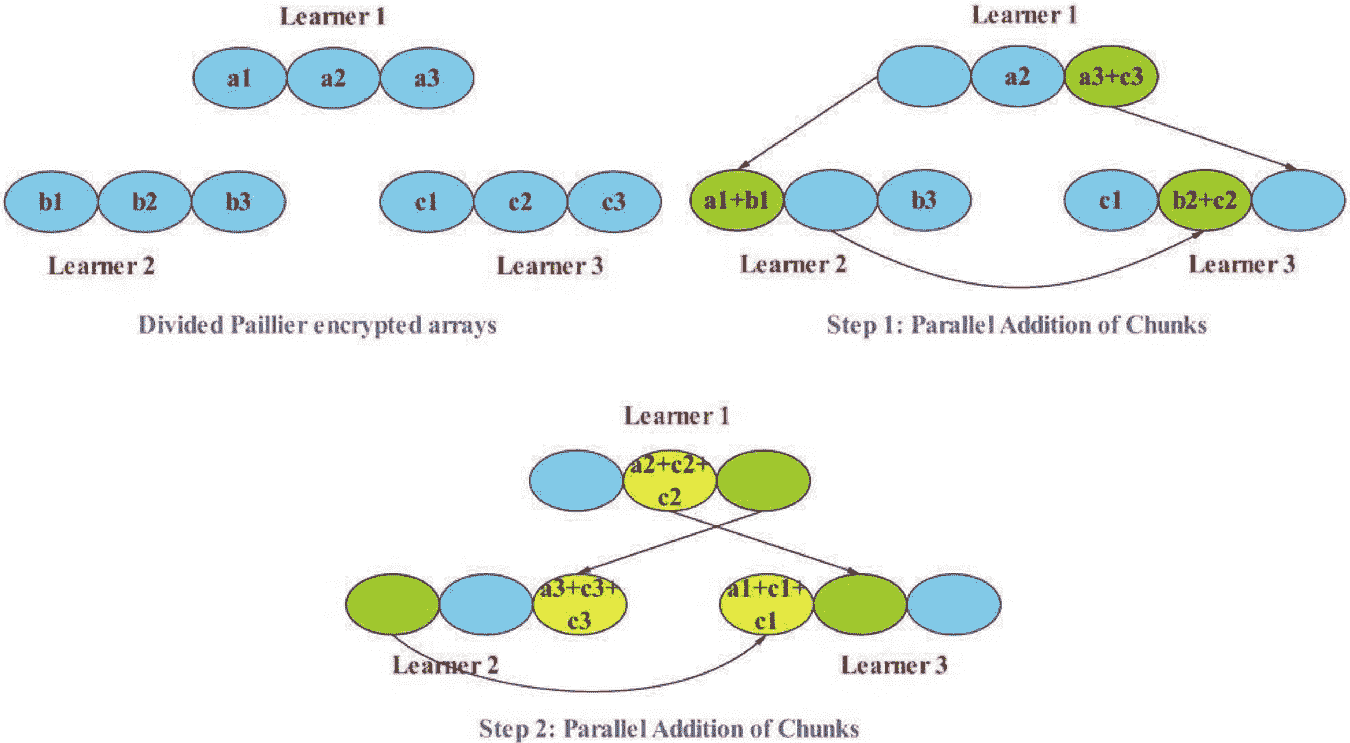 Learner 1
a1 a2 a3
b1 b2 b3
c1 c2 c3
Learner 2
Learner 3
Divided Paillier encrypted arrays
Learner 1
a2 a3+c3
a1+b1 b3
c1 b2+c2
Learner 2
Learner 3
Step 1: Parallel Addition of Chunks
Learner 1
a2+c2+
c2
a3+c3+
c3
a1+c1+
c1
Learner 2
Learner 3
Step 2: Parallel Addition of Chunks